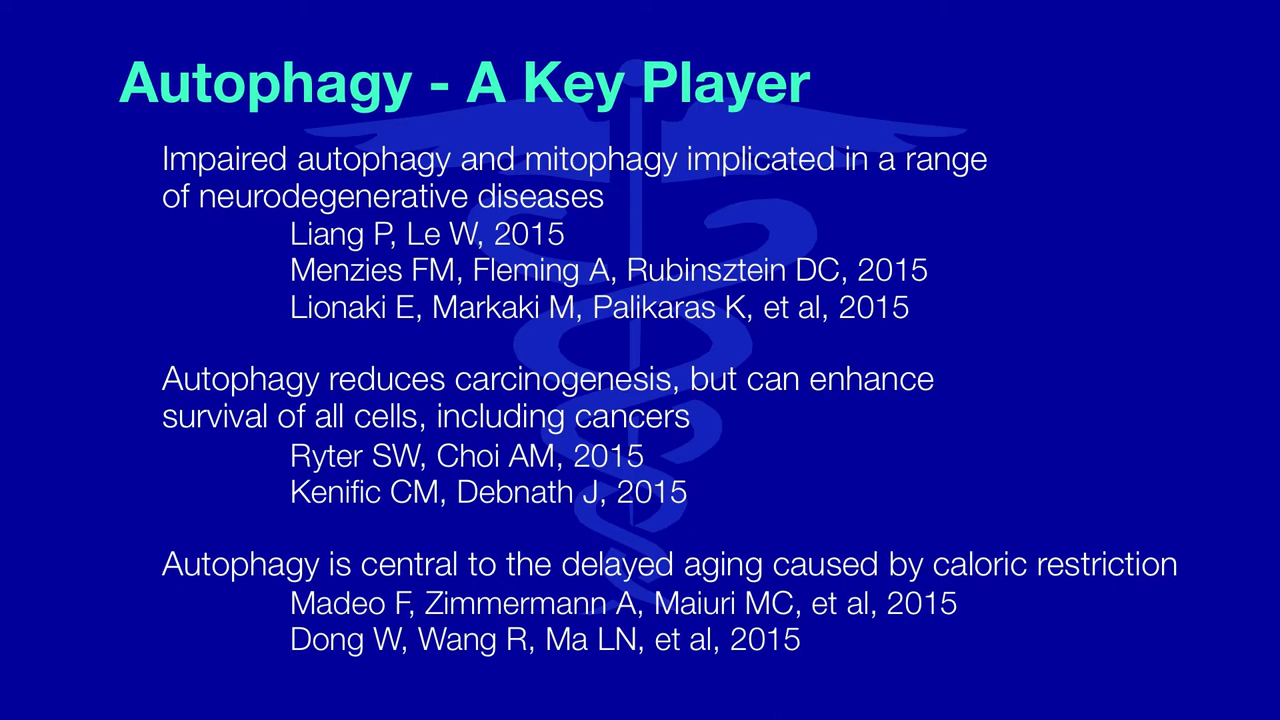 Autophagy - A Key Player
Impaired autophagy and mitophagy implicated in a range
of neurodegenerative diseases
Liang P, Le W, 2015
Menzies FM, Fleming A, Rubinsztein DC, 2015
Lionaki E, Markaki M, Palikaras K, et al, 2015
Autophagy reduces carcinogenesis, but can enhance
survival of all cells, including cancers
Ryter SW, Choi AM, 2015
Kenific CM, Debnath J, 2015
Autophagy is central to the delayed aging caused by caloric restriction
Madeo F, Zimmermann A, Maiuri MC, et al, 2015
Dong W, Wang R, Ma LN, et al, 2015